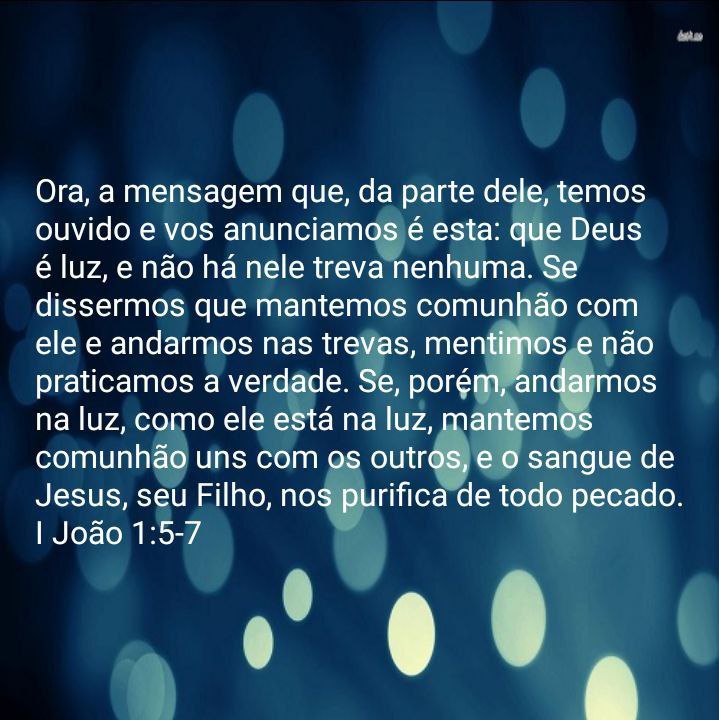 Ora, a mensagem que, da parte dele, temos
ouvido e vos anunciamos é esta: que Deus
é luz, e não há nele treva nenhuma. Se
dissermos que mantemos comunhão com
ele e andarmos nas trevas, mentimos e não
praticamos a verdade. Se, porém, andarmos
na luz, como ele está na luz, mantemos
comunhão uns com os outros, e o sangue de
Jesus, seu Filho, nos purifica de todo pecado.
I João 1:5-7